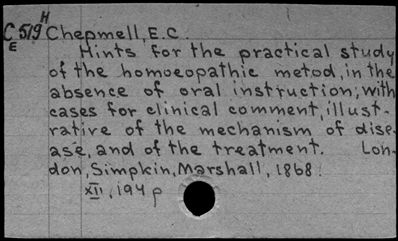 H
C 519 Chepmell, E.C.
E
Hints for the practical study
of the homoeopathic metod, in the
absence of oral instruction; with
cases for clinical comment, illust-
rative of the mechanism of dise-
ase, and of the treatment. Lon-
don, Simpkin, Marshall, 1868.
XII, 194 p